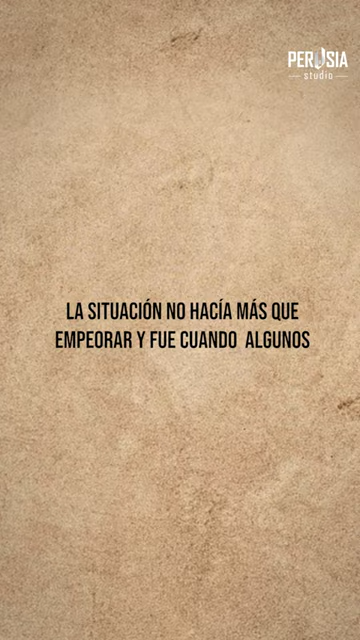 PERUSIA
studio
LA SITUACIÓN NO HACÍA MÁS QUE
EMPEORAR Y FUE CUANDO ALGUNOS